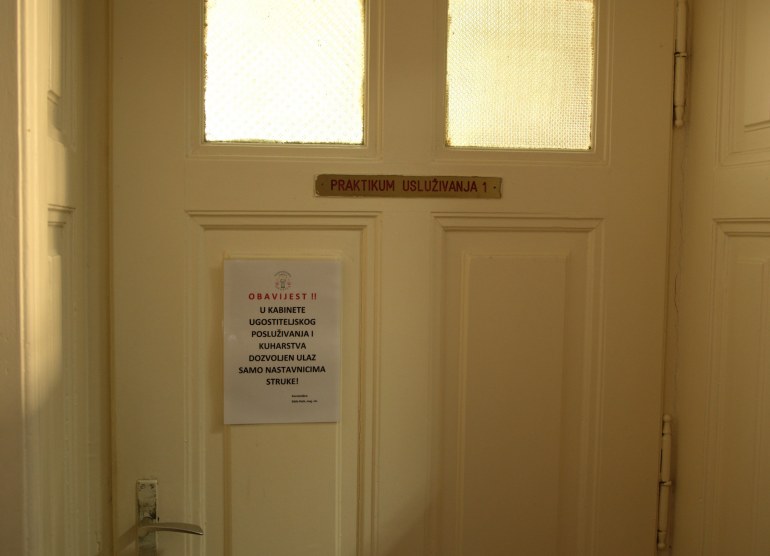 PRAKTIKUM USLUŽIVANJA 1
OBAVIJEST !!
U KABINETE
UGOSTITELJSKOG
POSLUŽIVANJA I
KUHARSTVA
DOZVOLJEN ULAZ
SAMO NASTAVNICIMA
STRUKE!